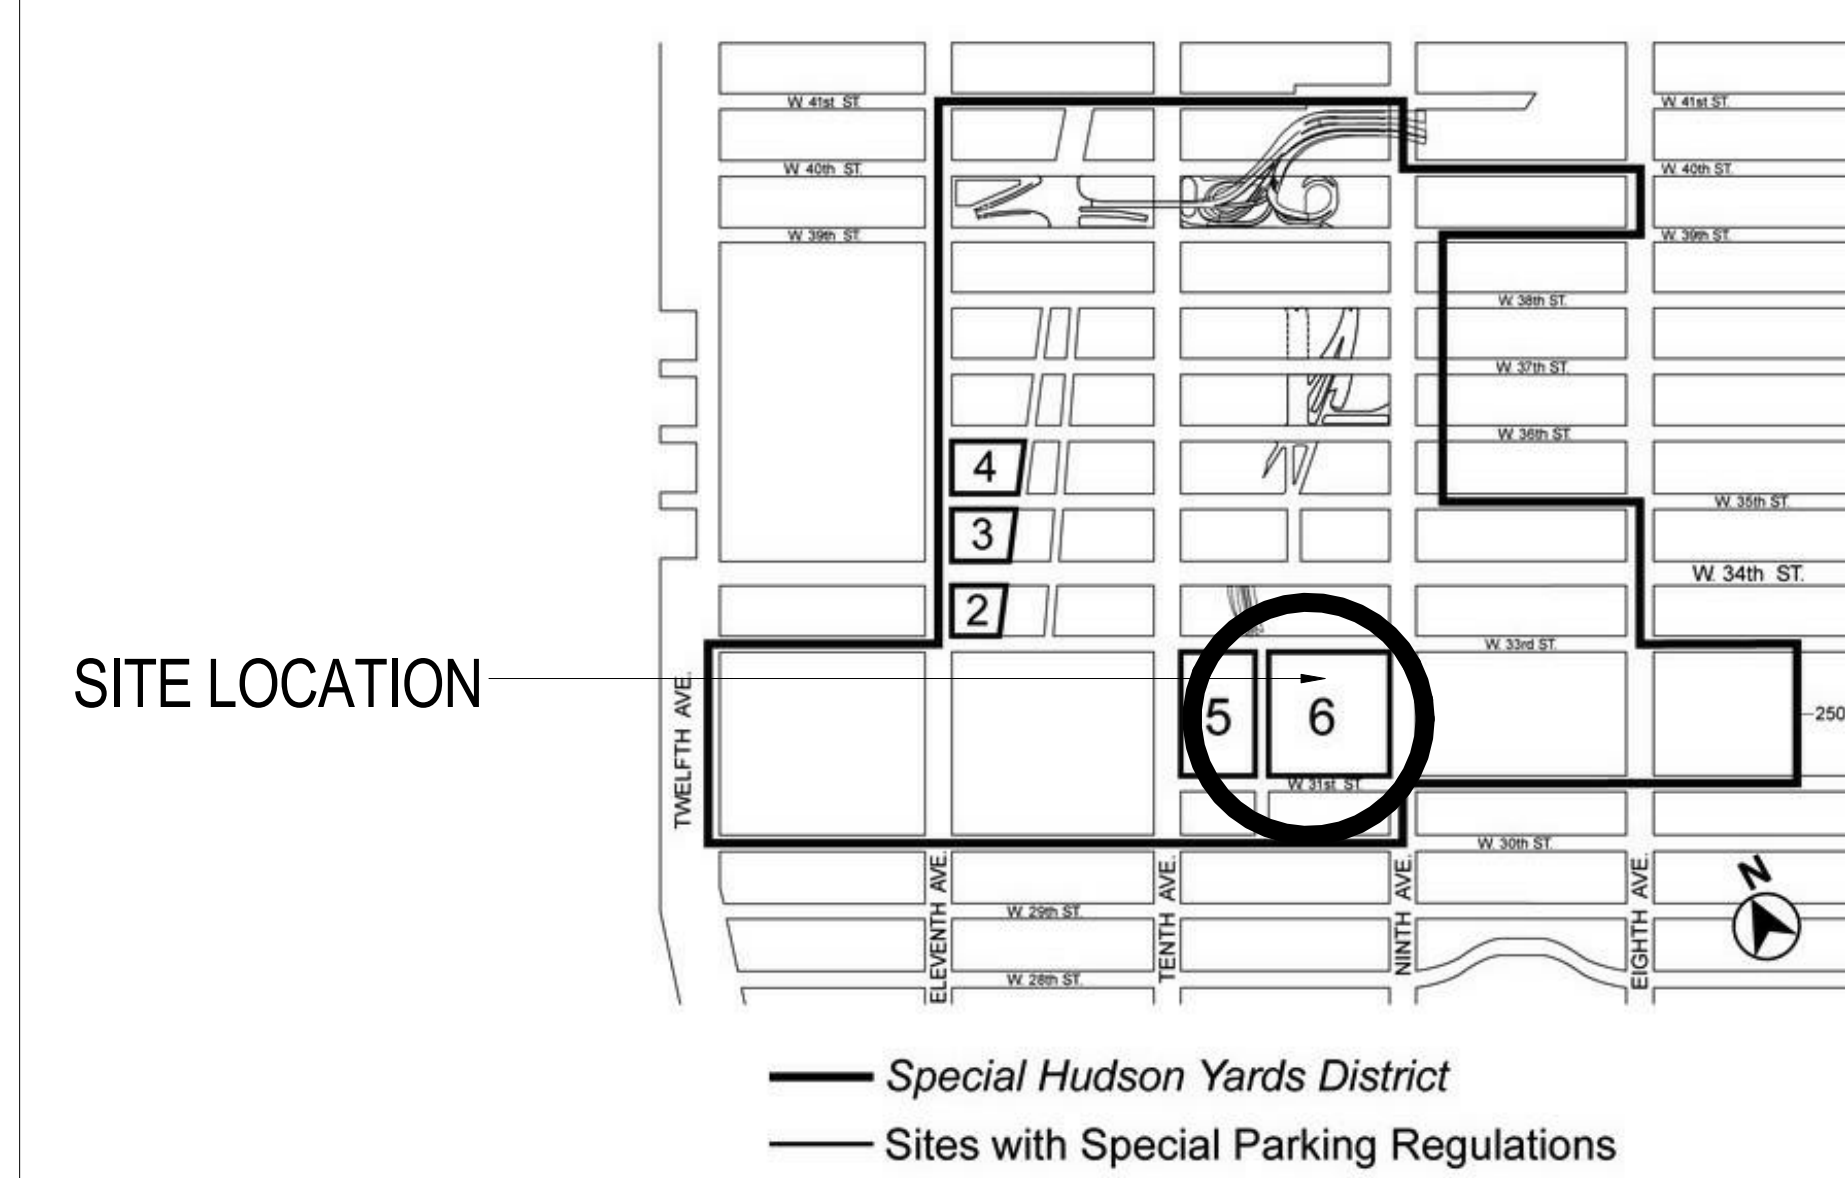 W. 41st ST.
W. 41st ST.
W. 40th ST.
W. 40th ST.
W. 39th ST.
W. 39th ST.
W. 38th ST.
W. 37th ST.
W. 36th ST.
4
W. 35th ST.
3
W. 34th ST.
2
W. 33rd ST.
SITE LOCATION
TWELFTH AVE.
5
6
250
W. 31st ST.
W. 30th ST.
ELEVENTH AVE.
TENTH AVE.
NINTH AVE.
EIGHTH AVE.
N
W. 29th ST.
W. 28th ST.
Special Hudson Yards District
Sites with Special Parking Regulations